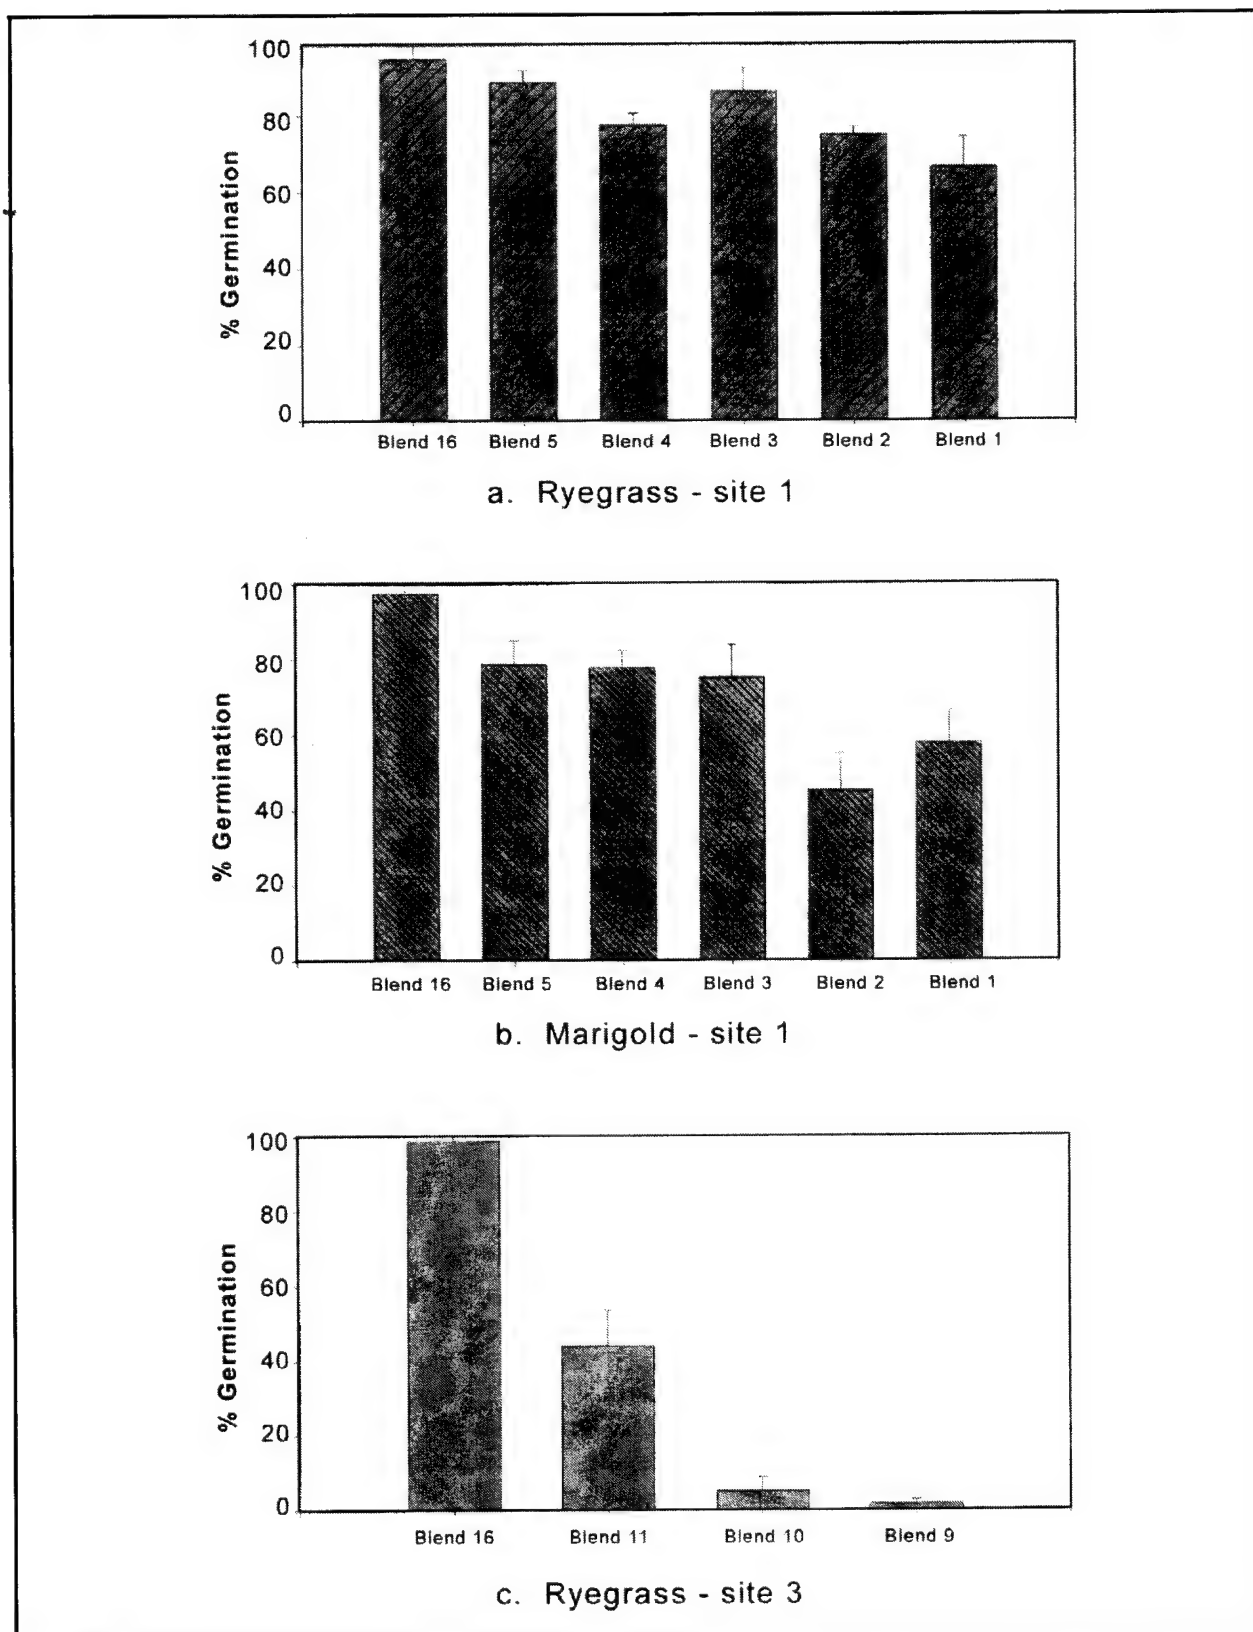 100
80
60
40
20
0
% Germination
Blend 16 Blend 5 Blend 4 Blend 3 Blend 2 Blend 1
a. Ryegrass - site 1
100
80
60
40
20
0
% Germination
Blend 16 Blend 5 Blend 4 Blend 3 Blend 2 Blend 1
b. Marigold - site 1
100
80
60
40
20
0
% Germination
Blend 16 Blend 11 Blend 10 Blend 9
c. Ryegrass - site 3